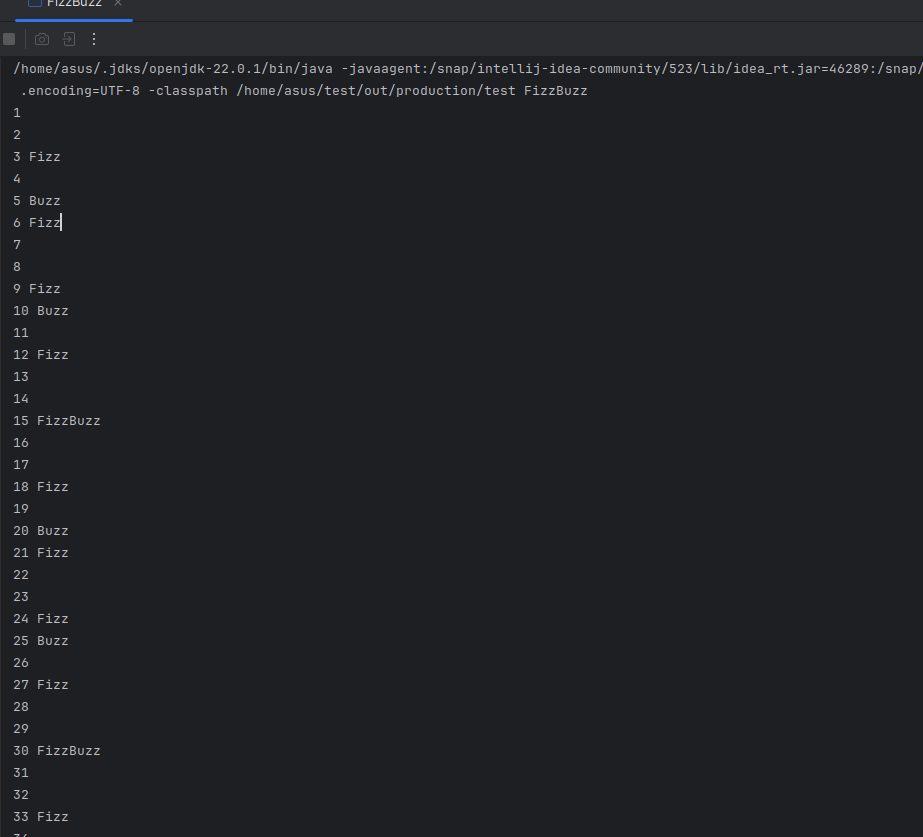 FizzBuzz
/home/asus/.jdks/openjdk-22.0.1/bin/java -javaagent:/snap/intellij-idea-community/523/lib/idea_rt.jar=46289:/snap/
.encoding=UTF-8 -classpath /home/asus/test/out/production/test FizzBuzz
1
2
3 Fizz
4
5 Buzz
6 Fizz
7
8
9 Fizz
10 Buzz
11
12 Fizz
13
14
15 FizzBuzz
16
17
18 Fizz
19
20 Buzz
21 Fizz
22
23
24 Fizz
25 Buzz
26
27 Fizz
28
29
30 FizzBuzz
31
32
33 Fizz